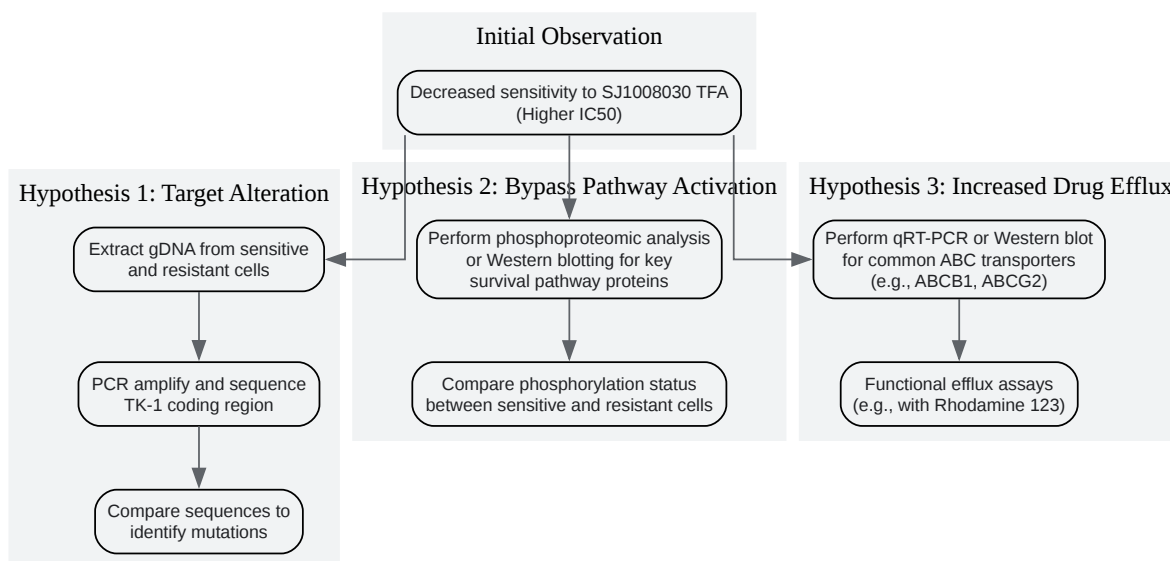 Initial Observation
Decreased sensitivity to SJ1008030 TFA
(Higher IC50)
Hypothesis 1: Target Alteration
Extract gDNA from sensitive
and resistant cells
PCR amplify and sequence
TK-1 coding region
Compare sequences to
identify mutations
Hypothesis 2: Bypass Pathway Activation
Perform phosphoproteomic analysis
or Western blotting for key
survival pathway proteins
Compare phosphorylation status
between sensitive and resistant cells
Hypothesis 3: Increased Drug Efflux
Perform qRT-PCR or Western blot
for common ABC transporters
(e.g., ABCB1, ABCG2)
Functional efflux assays
(e.g., with Rhodamine 123)